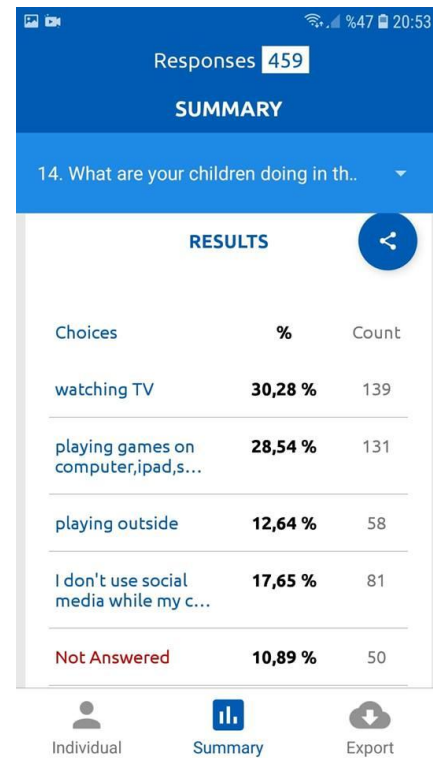 %47 20:53
Responses 459
SUMMARY
14. What are your children doing in th..
RESULTS
Choices % Count
watching TV 30,28 % 139
playing games on 28,54 % 131
computer,ipad,s...
playing outside 12,64 % 58
I don't use social 17,65 % 81
media while my c...
Not Answered 10,89 % 50
Individual Summary Export